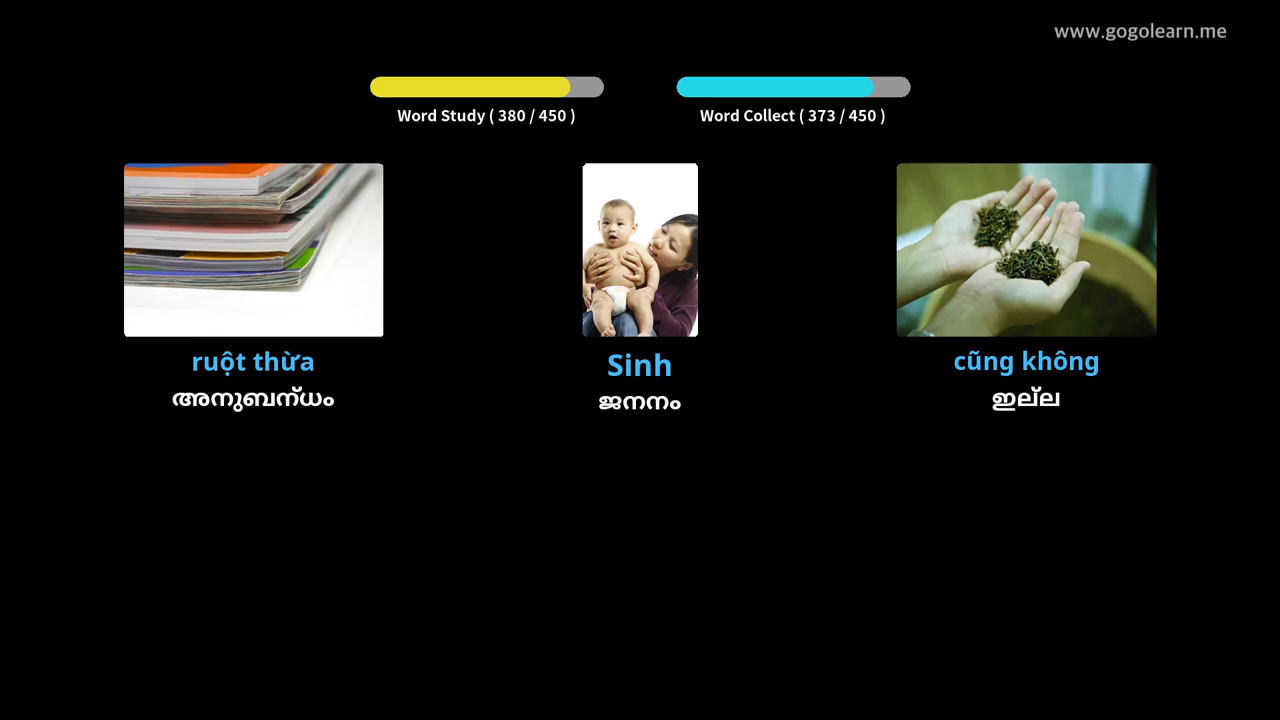 www.gogolearn.me
Word Study ( 380 / 450 )
Word Collect ( 373 / 450 )
ruột thừa
അനുബന്ധം
Sinh
ജനനം
cũng không
ഇല്ല